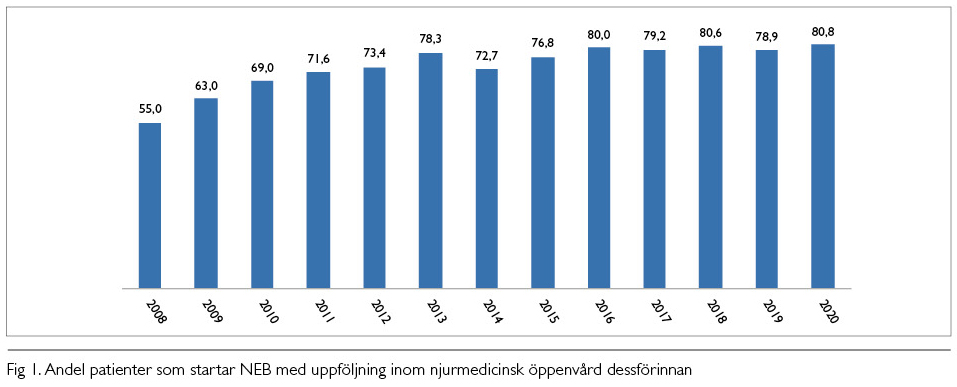 55,0 63,0 69,0 71,6 73,4 78,3 72,7 76,8 80,0 79,2 80,6 78,9 80,8
2008 2009 2010 2011 2012 2013 2014 2015 2016 2017 2018 2019 2020
Fig 1. Andel patienter som startar NEB med uppföljning inom njurmedicinsk öppenvård dessförinnan